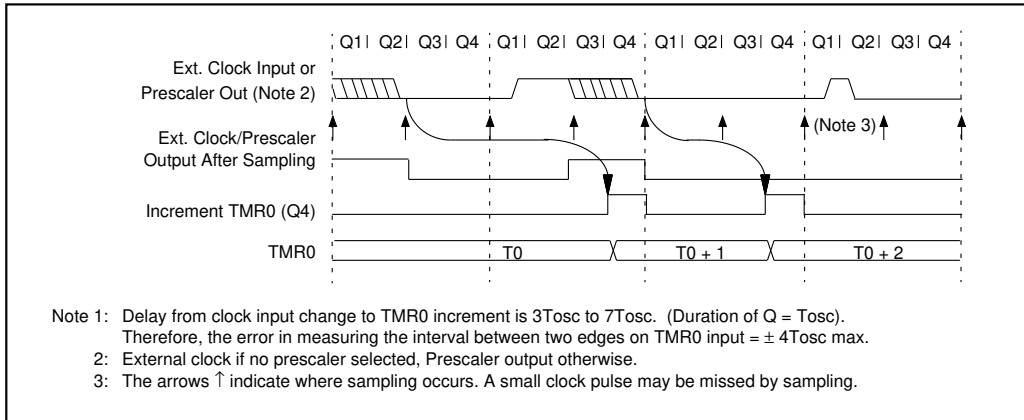 Q1| Q2| Q3| Q4 Q1| Q2| Q3| Q4 Q1| Q2| Q3| Q4 Q1| Q2| Q3| Q4
Ext. Clock Input or
Prescaler Out (Note 2)
(Note 3)
Ext. Clock/Prescaler
Output After Sampling
Increment TMR0 (Q4)
TMR0 T0 T0 + 1 T0 + 2
Note 1: Delay from clock input change to TMR0 increment is 3Tosc to 7Tosc. (Duration of Q = Tosc).
Therefore, the error in measuring the interval between two edges on TMR0 input = ± 4Tosc max.
2: External clock if no prescaler selected, Prescaler output otherwise.
3: The arrows ↑ indicate where sampling occurs. A small clock pulse may be missed by sampling.